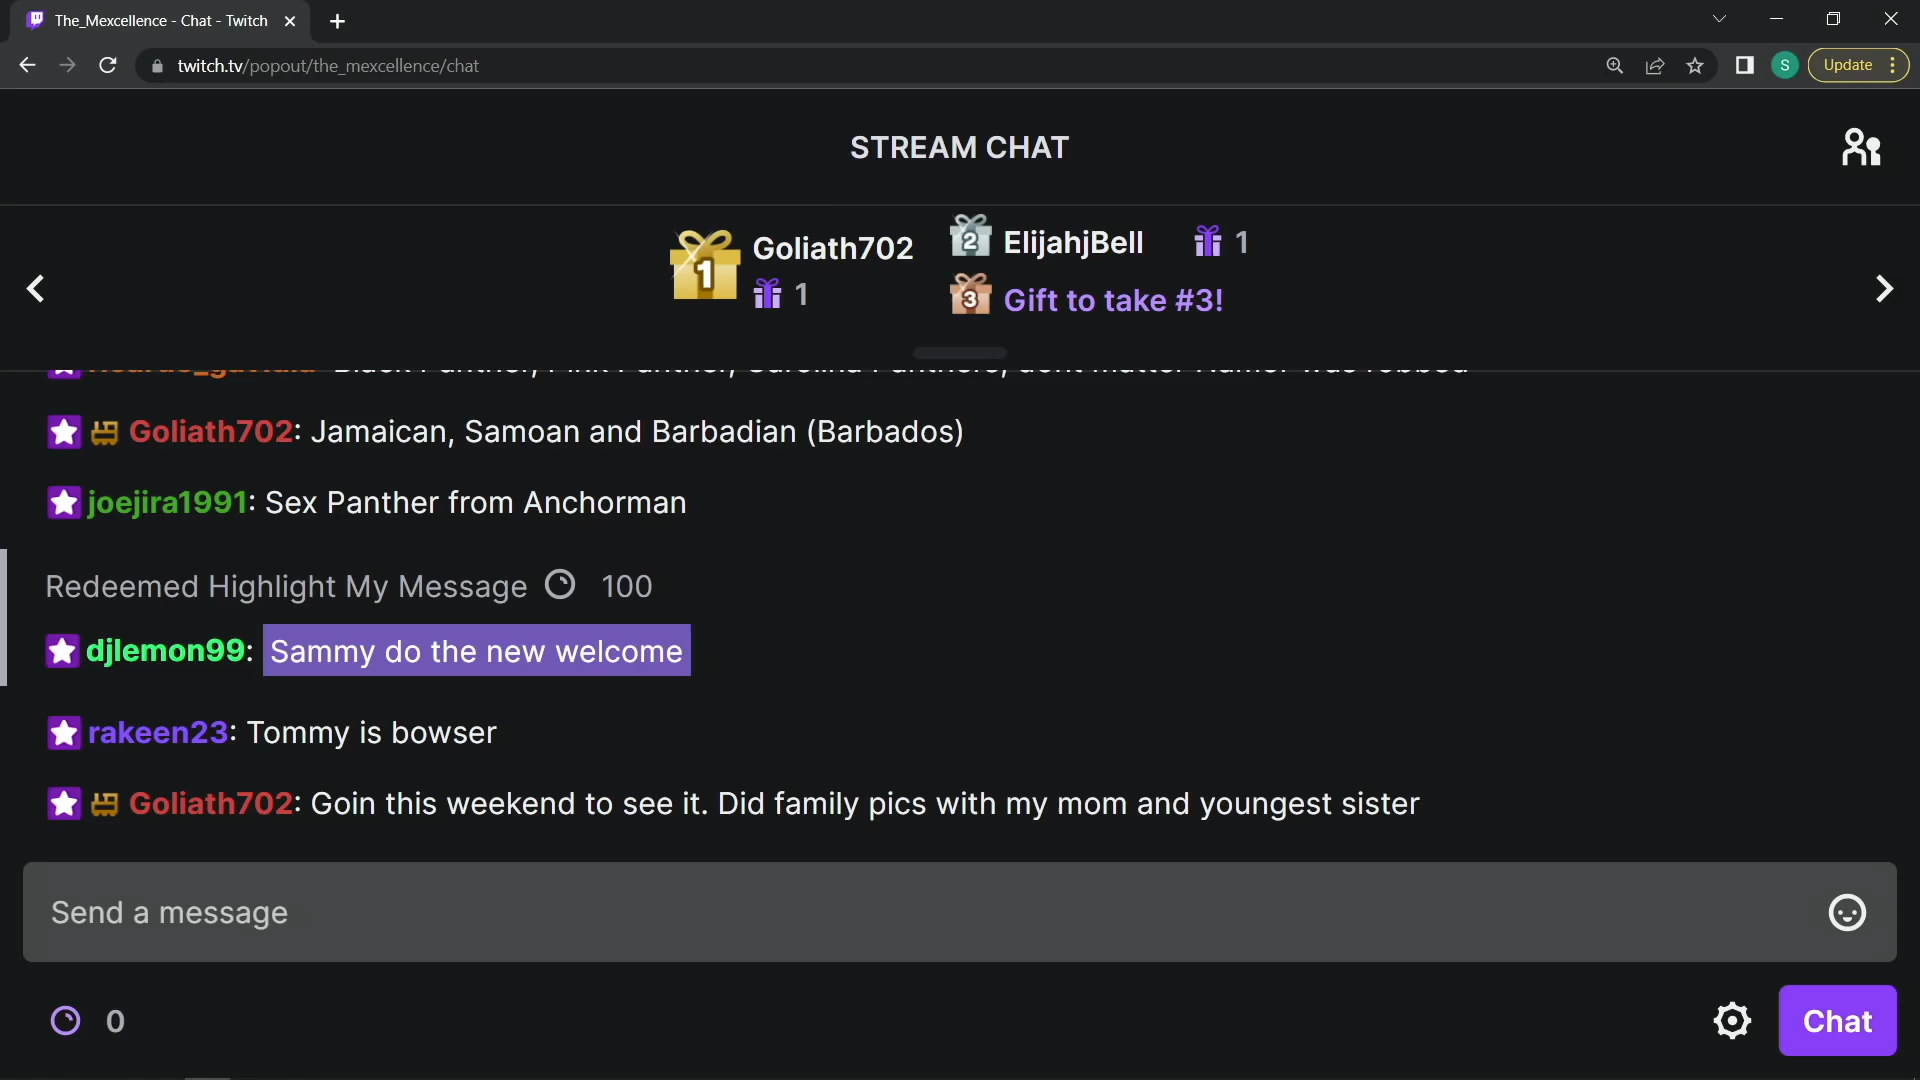 The_Mexcellence - Chat - Twitch
twitch.tv/popout/the_mexcellence/chat
S
Update
STREAM CHAT
1 Goliath702
1
2 ElijahjBell 1
3 Gift to take #3!
Goliath702: Jamaican, Samoan and Barbadian (Barbados)
joejira1991: Sex Panther from Anchorman
Redeemed Highlight My Message 100
djlemon99: Sammy do the new welcome
rakeen23: Tommy is bowser
Goliath702: Goin this weekend to see it. Did family pics with my mom and youngest sister
Send a message
0
Chat